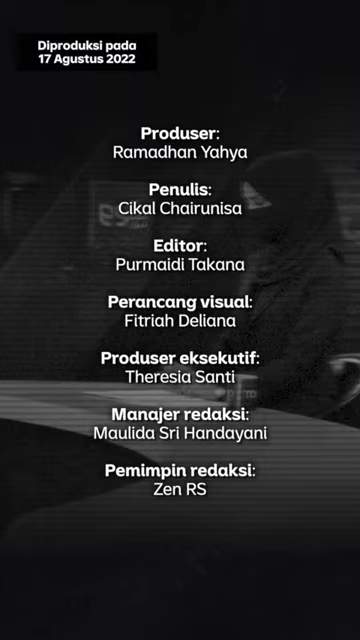 Diproduksi pada
17 Agustus 2022
Produser:
Ramadhan Yahya
Penulis:
Cikal Chairunisa
Editor:
Purmaidi Takana
Perancang visual:
Fitriah Deliana
Produser eksekutif:
Theresia Santi
Manajer redaksi:
Maulida Sri Handayani
Pemimpin redaksi:
Zen RS